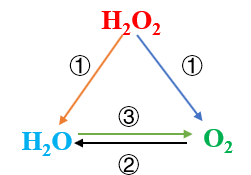 H₂O₂
① ①
③
H₂O O₂
②